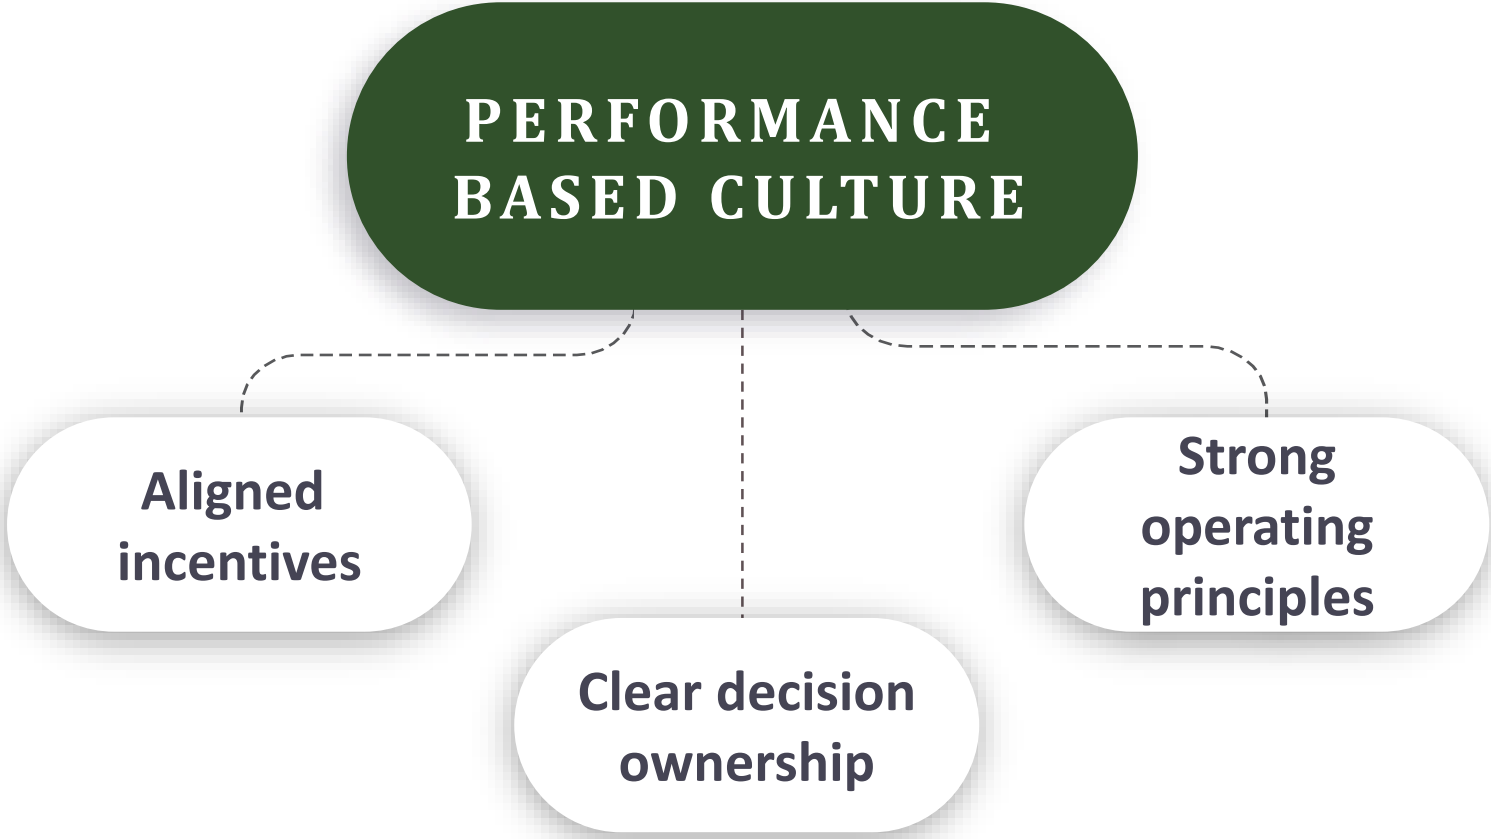 PERFORMANCE
BASED CULTURE
Aligned
incentives
Clear decision
ownership
Strong
operating
principles